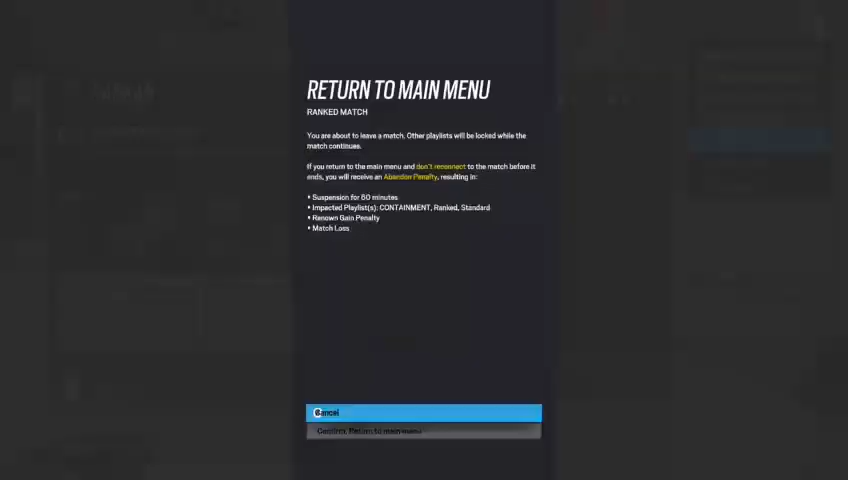 RETURN TO MAIN MENU
RANKED MATCH
You are about to leave a match. Other playlists will be locked while the
match continues.
If you return to the main menu and don't reconnect to the match before it
ends, you will receive an Abandon Penalty, resulting in:
• Suspension for 60 minutes
• Impacted Playlist(s): CONTAINMENT, Ranked, Standard
• Renown Gain Penalty
• Match Loss
Cancel
Confirm: Return to main menu